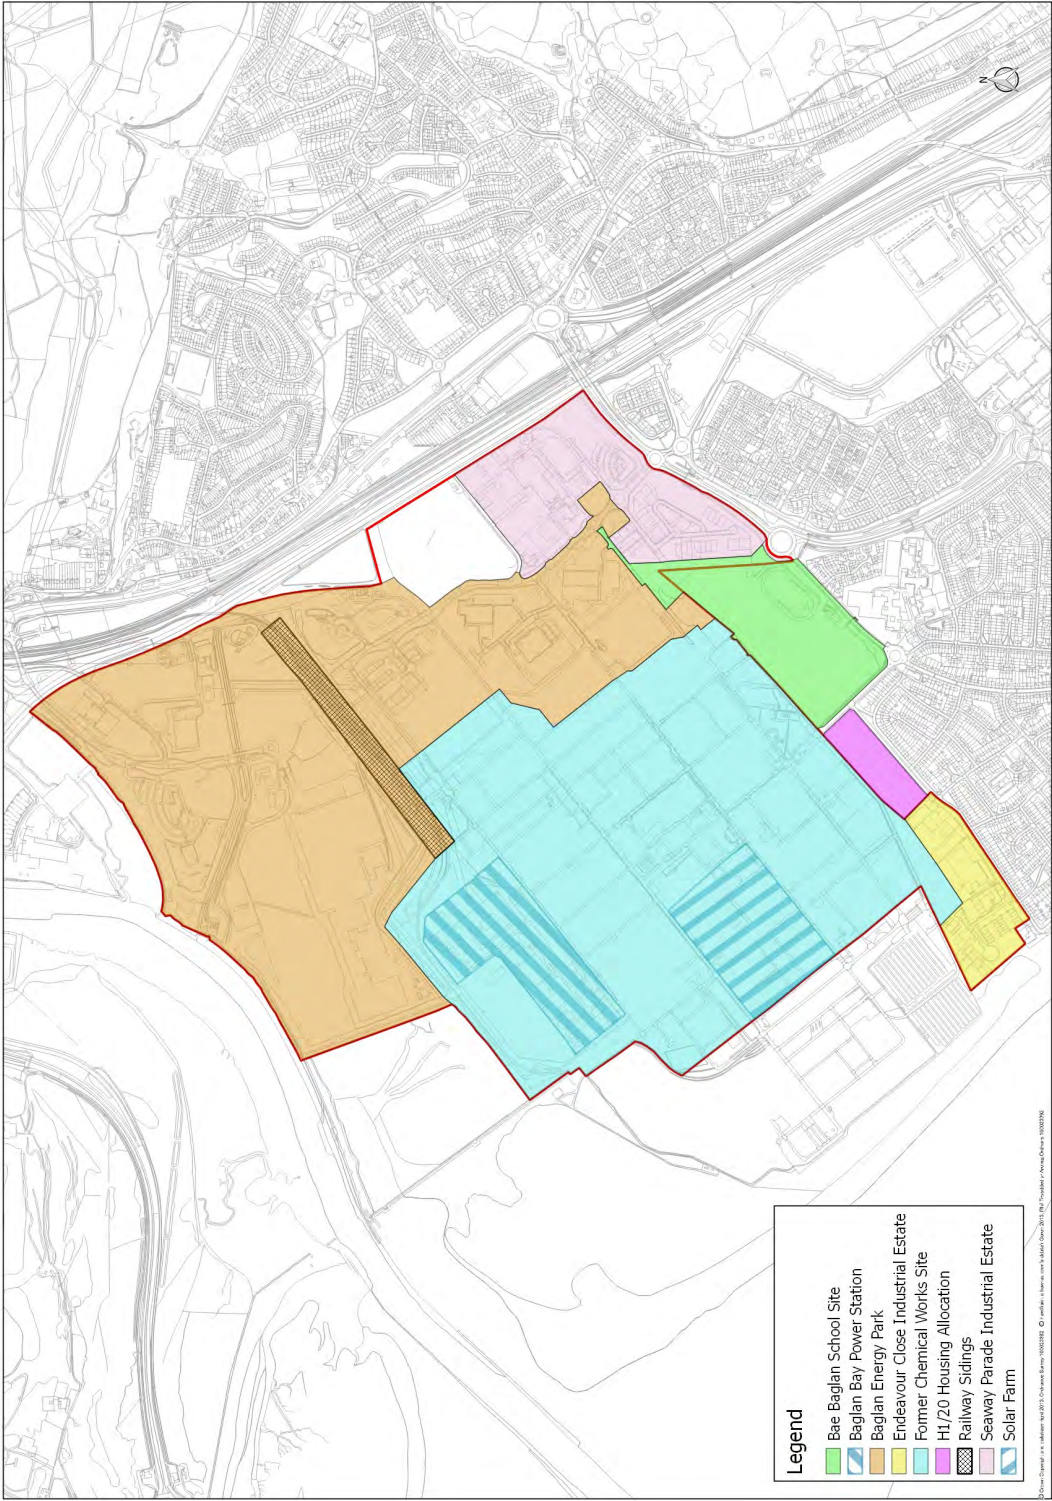 N
Legend
Bae Baglan School Site
Baglan Bay Power Station
Baglan Energy Park
Endeavour Close Industrial Estate
Former Chemical Works Site
H1/20 Housing Allocation
Railway Sidings
Seaway Parade Industrial Estate
Solar Farm